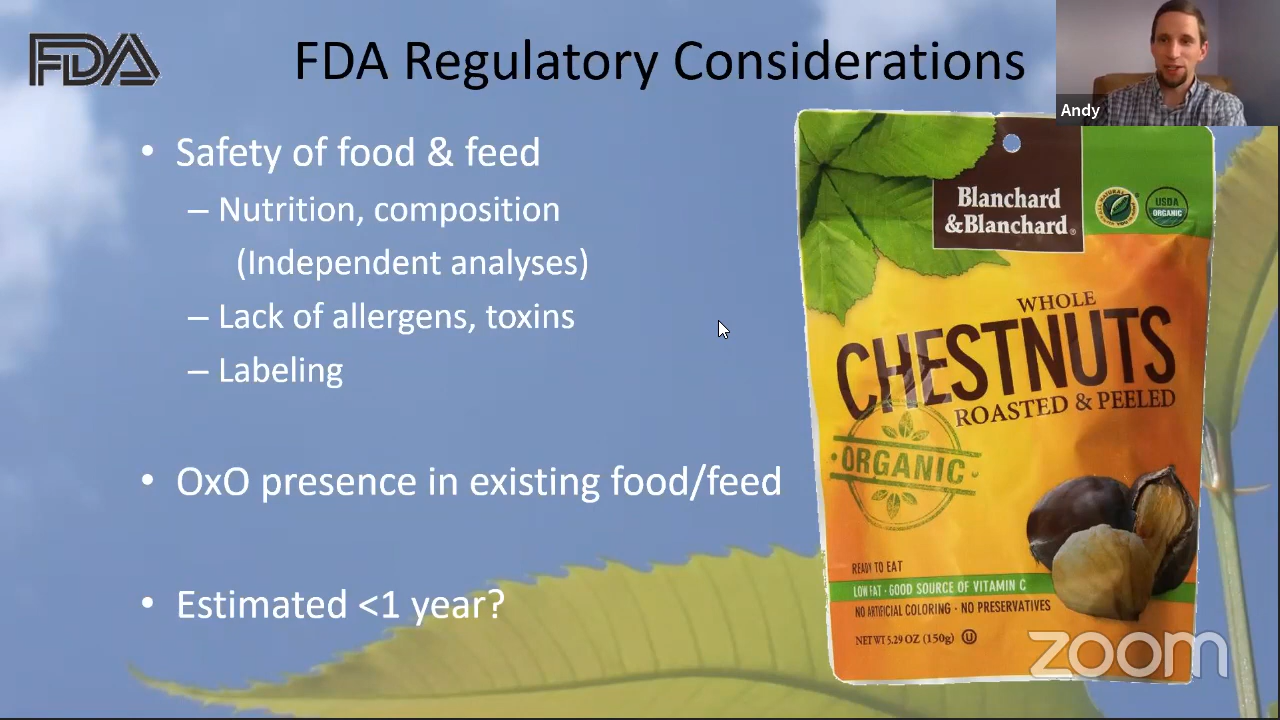 FDA
FDA Regulatory Considerations
Andy
• Safety of food & feed
– Nutrition, composition
(Independent analyses)
– Lack of allergens, toxins
– Labeling
• OxO presence in existing food/feed
• Estimated <1 year?
Blanchard
&Blanchard®
USDA
ORGANIC
WHOLE
CHESTNUTS
ROASTED & PEELED
ORGANIC
READY TO EAT
LOW FAT · GOOD SOURCE OF VITAMIN C
NO ARTIFICIAL COLORING · NO PRESERVATIVES
NET WT 5.29 OZ (150g) U
zoom